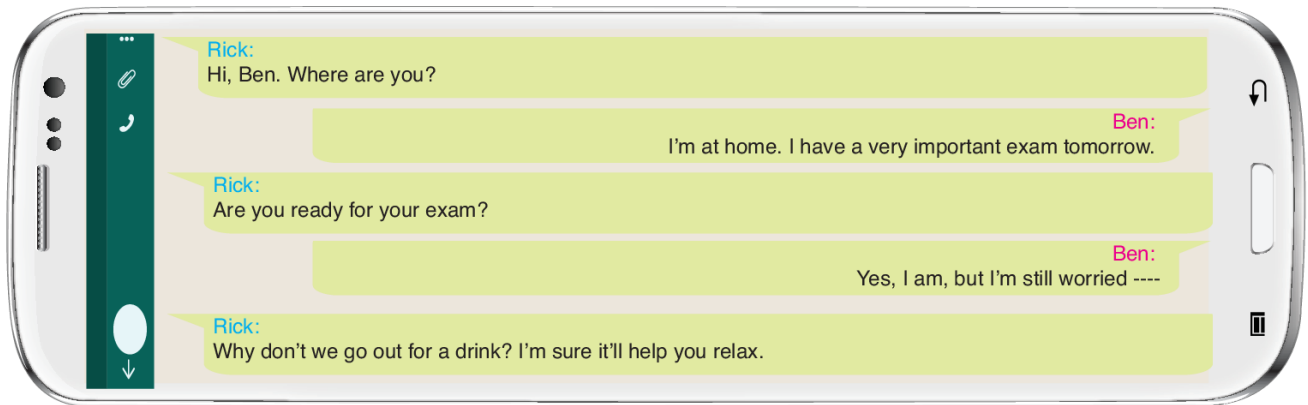 Rick:
Hi, Ben. Where are you?
Ben:
I'm at home. I have a very important exam tomorrow.
Rick:
Are you ready for your exam?
Ben:
Yes, I am, but I'm still worried ----
Rick:
Why don't we go out for a drink? I'm sure it'll help you relax.